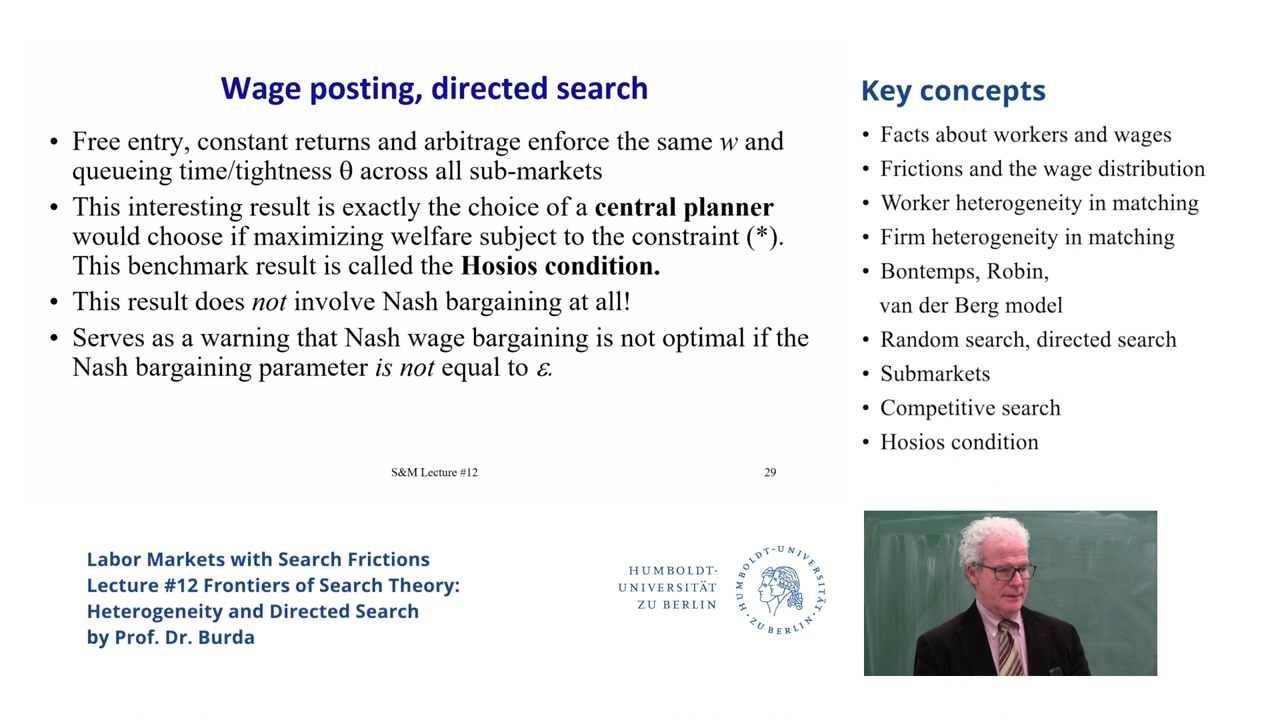 Wage posting, directed search
• Free entry, constant returns and arbitrage enforce the same w and
queueing time/tightness θ across all sub-markets
• This interesting result is exactly the choice of a central planner
would choose if maximizing welfare subject to the constraint (*).
This benchmark result is called the Hosios condition.
• This result does not involve Nash bargaining at all!
• Serves as a warning that Nash wage bargaining is not optimal if the
Nash bargaining parameter is not equal to ε.
S&M Lecture #12
29
Key concepts
• Facts about workers and wages
• Frictions and the wage distribution
• Worker heterogeneity in matching
• Firm heterogeneity in matching
• Bontemps, Robin,
van der Berg model
• Random search, directed search
• Submarkets
• Competitive search
• Hosios condition
Labor Markets with Search Frictions
Lecture #12 Frontiers of Search Theory:
Heterogeneity and Directed Search
by Prof. Dr. Burda
HUMBOLDT-
UNIVERSITÄT
ZU BERLIN
HUMBOLDT-UNIVERSITÄT
ZU BERLIN